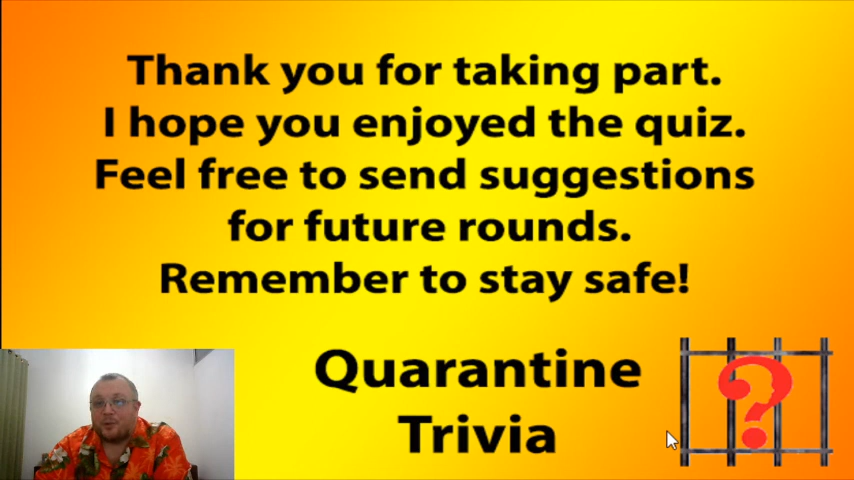 Thank you for taking part.
I hope you enjoyed the quiz.
Feel free to send suggestions
for future rounds.
Remember to stay safe!
Quarantine
Trivia
?